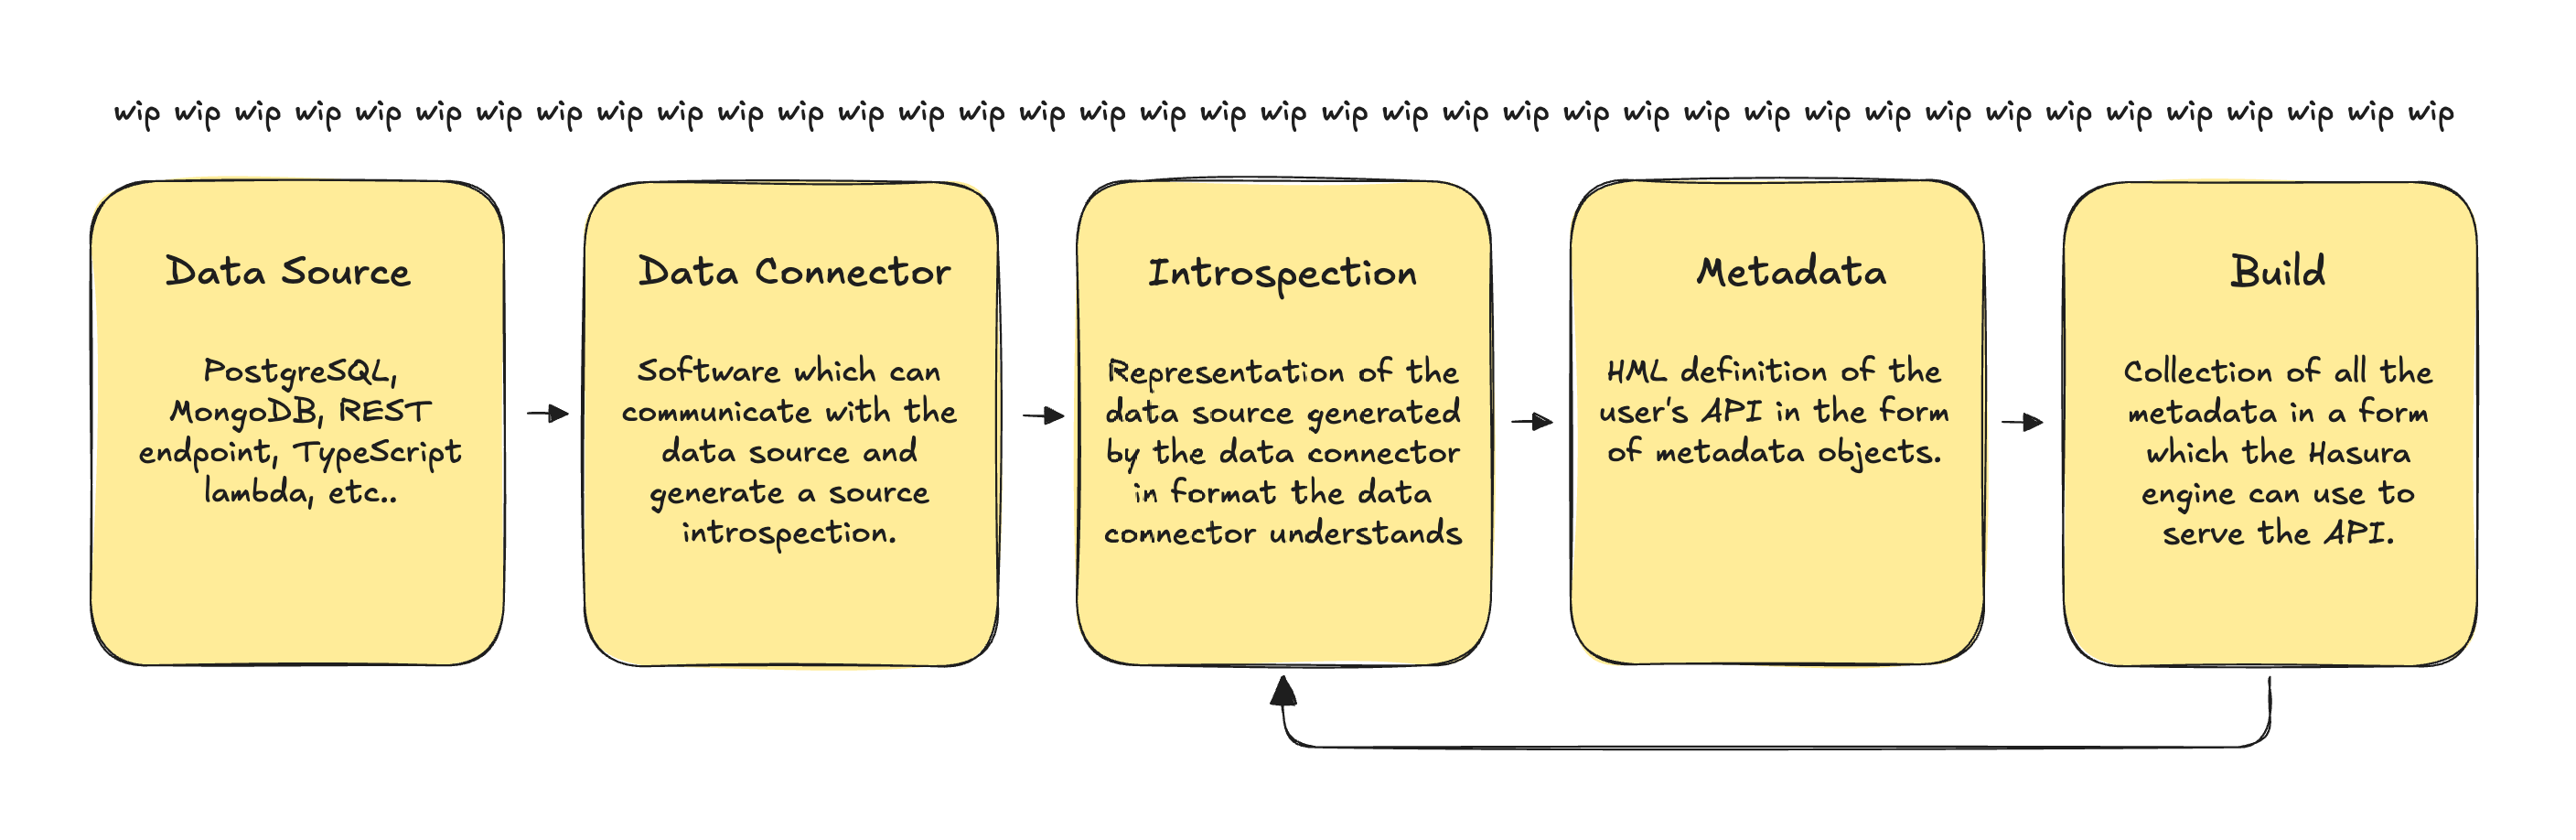 wip wip wip wip wip wip wip wip wip wip wip wip wip wip wip wip wip wip wip wip wip wip wip wip wip wip wip wip wip wip wip wip wip wip wip wip wip wip wip
Data Source
PostgreSQL,
MongoDB, REST
endpoint, TypeScript
lambda, etc..
Data Connector
Software which can
communicate with the
data source and
generate a source
introspection.
Introspection
Representation of the
data source generated
by the data connector
in format the data
connector understands
Metadata
HML definition of the
user's API in the form
of metadata objects.
Build
Collection of all the
metadata in a form
which the Hasura
engine can use to
serve the API.